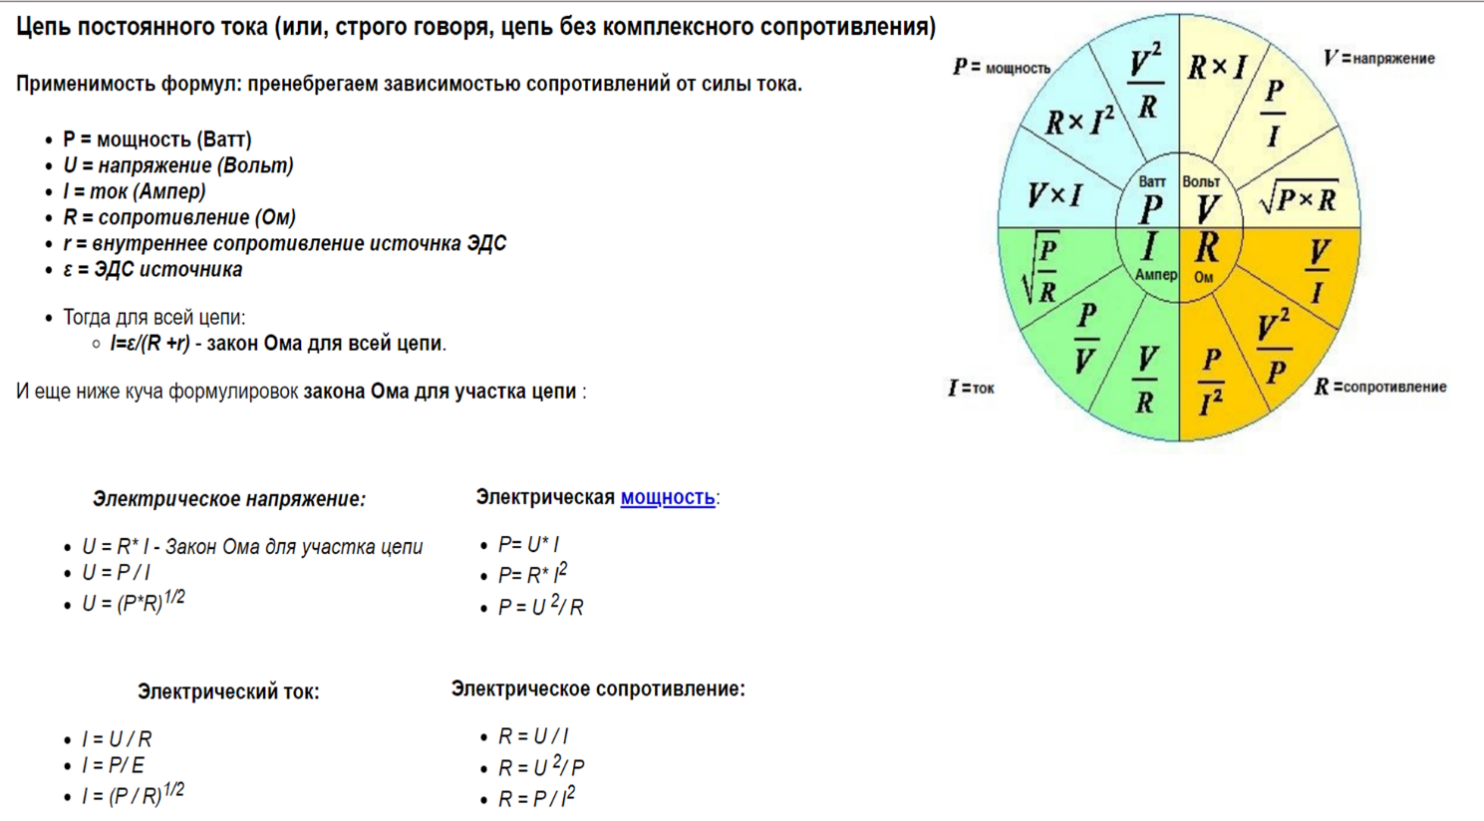 Цепь постоянного тока (или, строго говоря, цепь без комплексного сопротивления)
Применимость формул: пренебрегаем зависимостью сопротивлений от силы тока.
• P = мощность (Ватт)
• U = напряжение (Вольт)
• I = ток (Ампер)
• R = сопротивление (Ом)
• r = внутреннее сопротивление источнка ЭДС
• ε = ЭДС источника
• Тогда для всей цепи:
○ I=ε/(R +r) - закон Ома для всей цепи.
И еще ниже куча формулировок закона Ома для участка цепи :
P = мощность
V =напряжение
I =ток
R =сопротивление
V²/R
R × I²
V × I
R × I
P/I
√P × R
Ватт
P
Вольт
V
I
Ампер
R
Ом
√P/R
P/V
V/R
V/I
V²/P
P/I²
Электрическое напряжение:
• U = R* I - Закон Ома для участка цепи
• U = P / I
• U = (P*R)^1/2
Электрическая мощность:
• P= U* I
• P= R* I²
• P = U ²/ R
Электрический ток:
• I = U / R
• I = P/ E
• I = (P / R)^1/2
Электрическое сопротивление:
• R = U / I
• R = U ²/ P
• R = P / I²